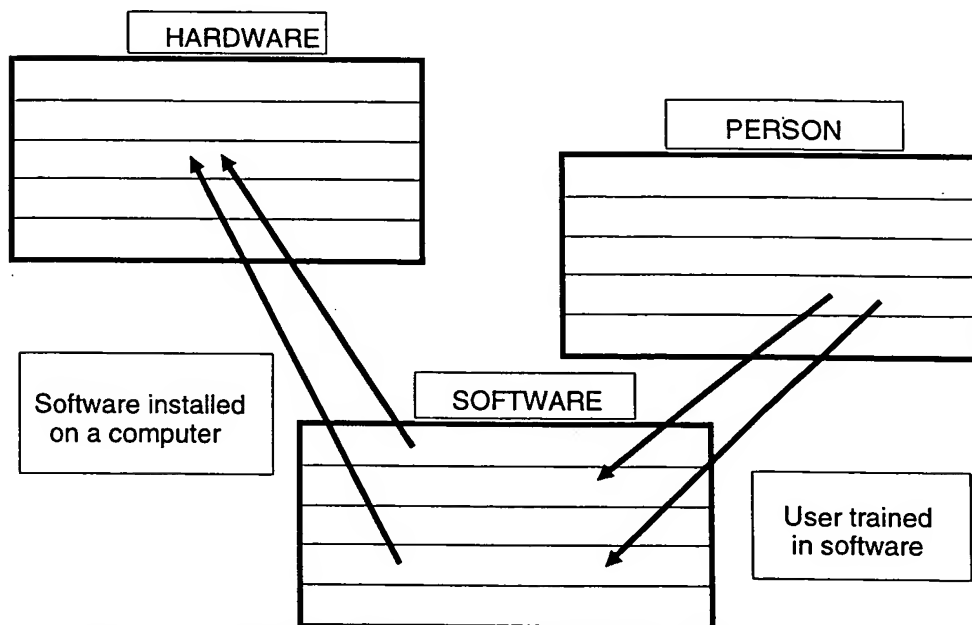 HARDWARE
PERSON
Software installed
on a computer
SOFTWARE
User trained
in software